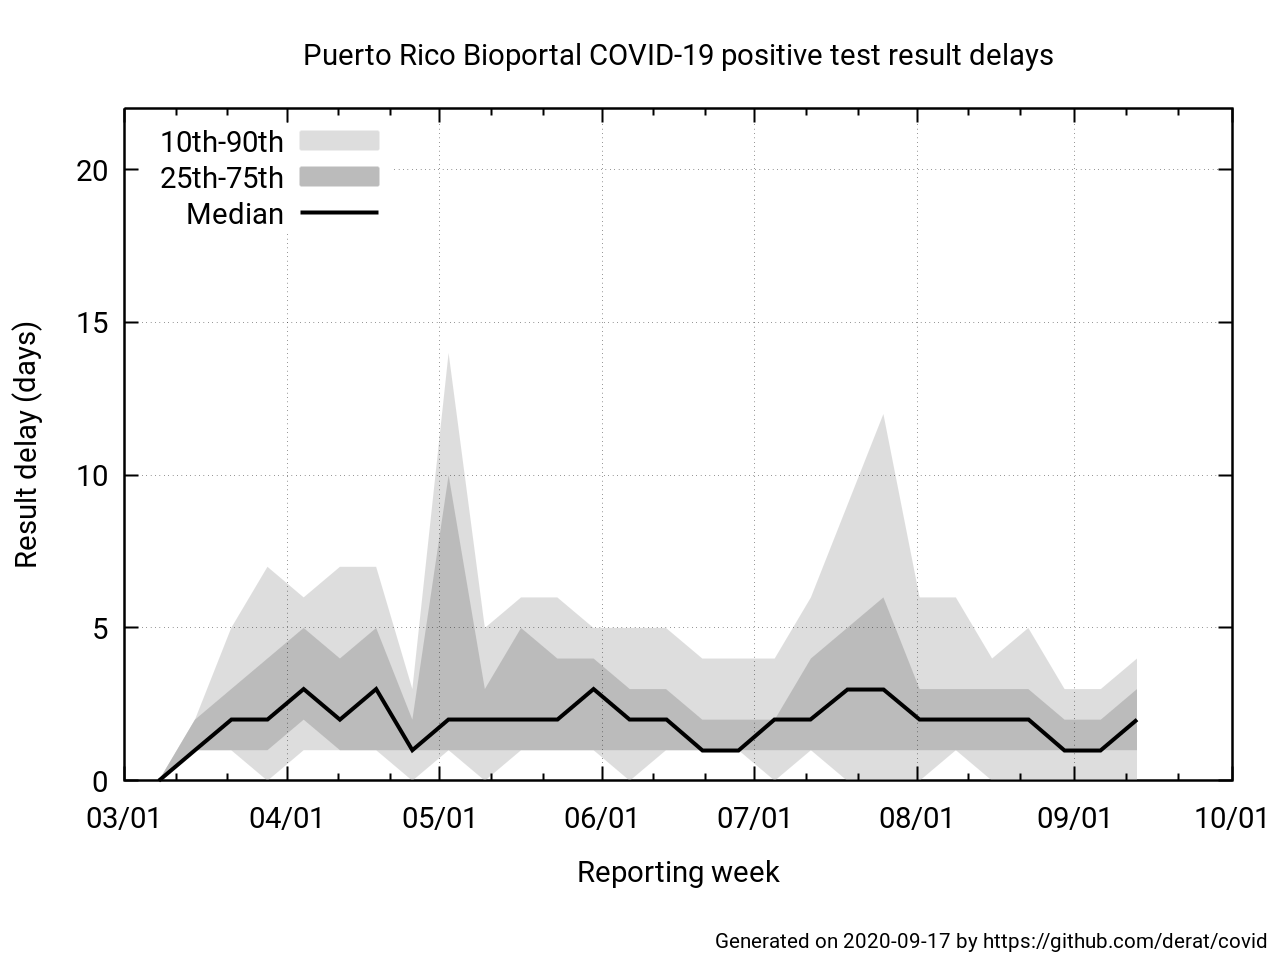 Puerto Rico Bioportal COVID-19 positive test result delays
10th-90th
25th-75th
Median
20
15
10
5
0
Result delay (days)
03/01 04/01 05/01 06/01 07/01 08/01 09/01 10/01
Reporting week
Generated on 2020-09-17 by https://github.com/derat/covid